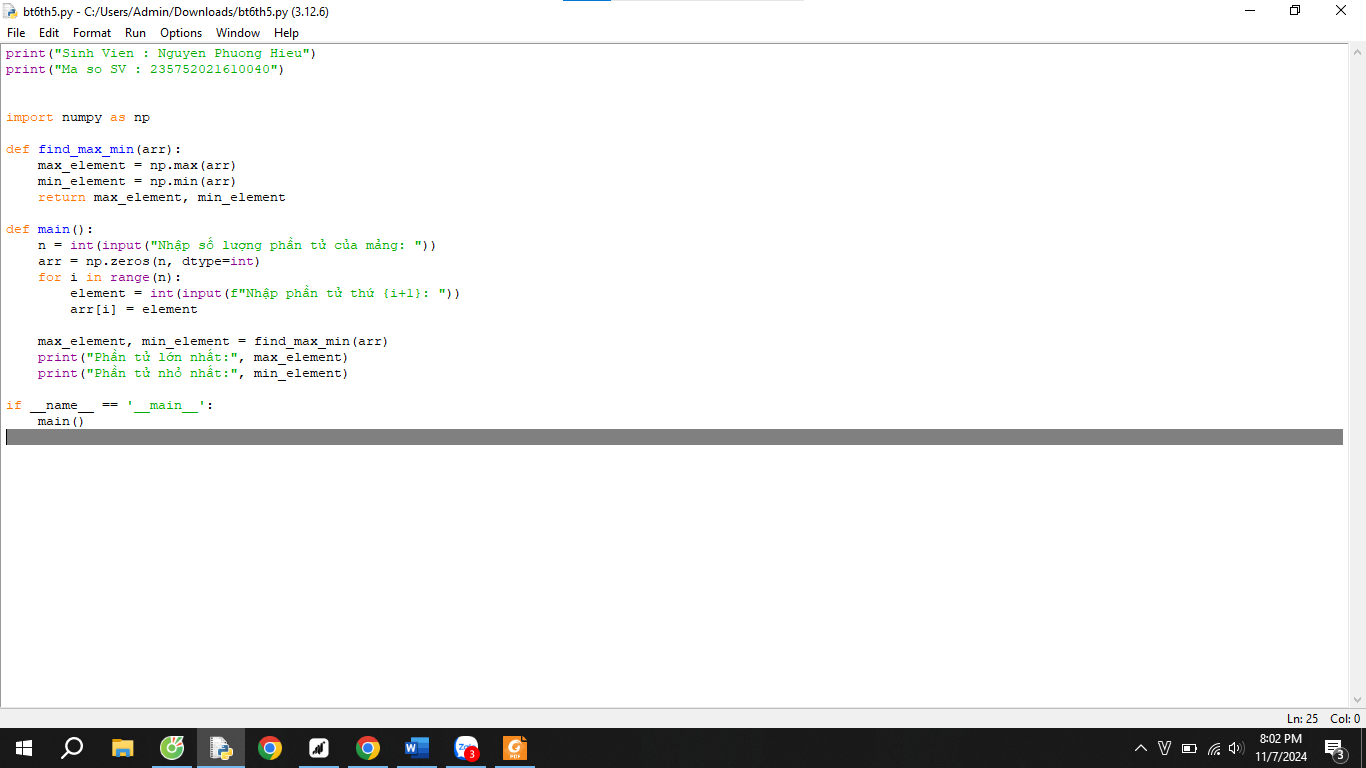 bt6th5.py - C:/Users/Admin/Downloads/bt6th5.py (3.12.6)
File Edit Format Run Options Window Help
print("Sinh Vien : Nguyen Phuong Hieu")
print("Ma so SV : 235752021610040")
import numpy as np
def find_max_min(arr):
    max_element = np.max(arr)
    min_element = np.min(arr)
    return max_element, min_element
def main():
    n = int(input("Nhập số lượng phần tử của mảng: "))
    arr = np.zeros(n, dtype=int)
    for i in range(n):
        element = int(input(f"Nhập phần tử thứ {i+1}: "))
        arr[i] = element
    max_element, min_element = find_max_min(arr)
    print("Phần tử lớn nhất:", max_element)
    print("Phần tử nhỏ nhất:", min_element)
if __name__ == '__main__':
    main()
Ln: 25 Col: 0
W
Zalo
3
PDF
V
8:02 PM
11/7/2024
3